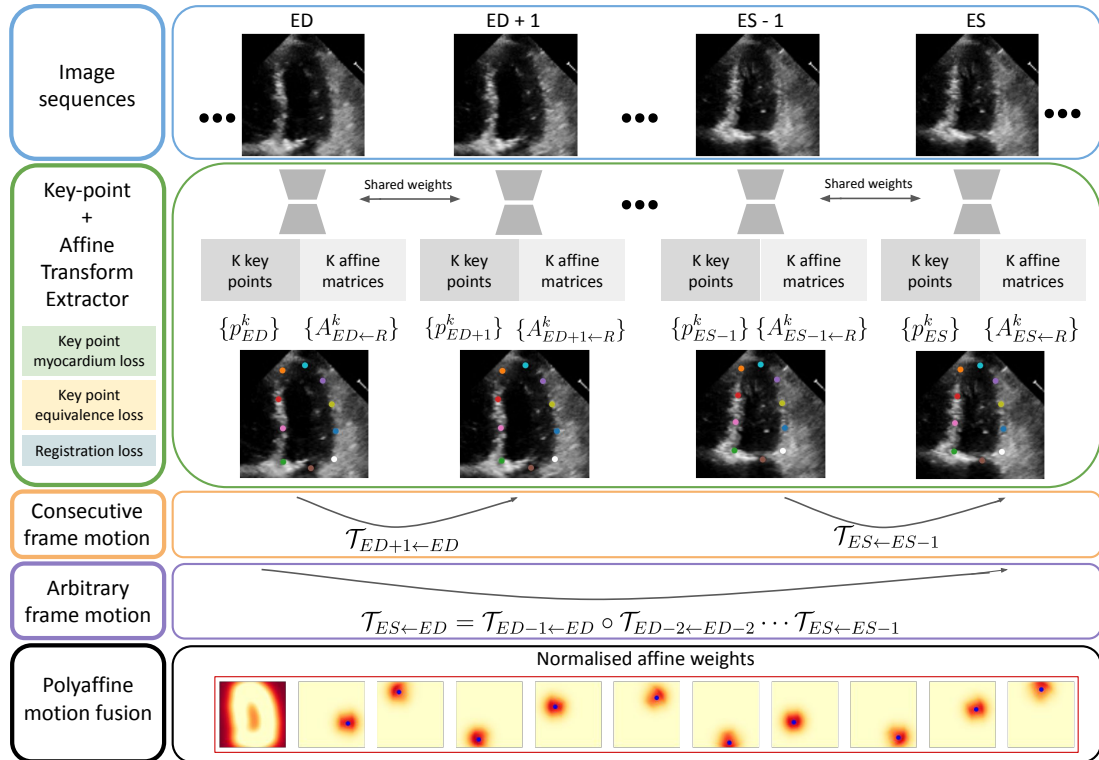 ED ED + 1 ES - 1 ES
Image
sequences
••• ••• •••
Key-point
+
Affine
Transform
Extractor
Key point
myocardium loss
Key point
equivalence loss
Registration loss
Shared weights ••• Shared weights
K key
points
K affine
matrices
K key
points
K affine
matrices
K key
points
K affine
matrices
K key
points
K affine
matrices
{p^k_{ED}} {A^k_{ED←R}} {p^k_{ED+1}} {A^k_{ED+1←R}} {p^k_{ES−1}} {A^k_{ES−1←R}} {p^k_{ES}} {A^k_{ES←R}}
Consecutive
frame motion
𝒯_{ED+1←ED} 𝒯_{ES←ES−1}
Arbitrary
frame motion
𝒯_{ES←ED} = 𝒯_{ED−1←ED} ∘ 𝒯_{ED−2←ED−2} ⋯ 𝒯_{ES←ES−1}
Polyaffine
motion fusion
Normalised affine weights